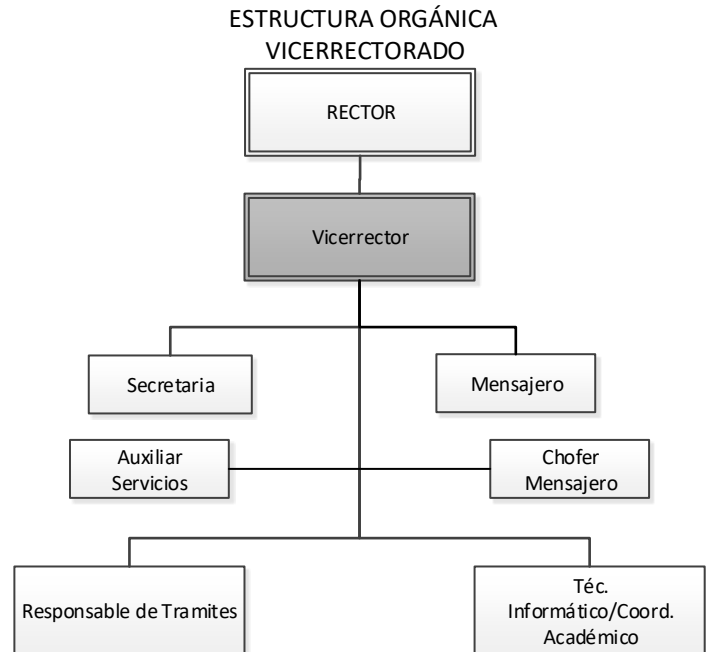 ESTRUCTURA ORGÁNICA
VICERRECTORADO
RECTOR
Vicerrector
Secretaria
Mensajero
Auxiliar
Servicios
Chofer
Mensajero
Responsable de Tramites
Téc.
Informático/Coord.
Académico